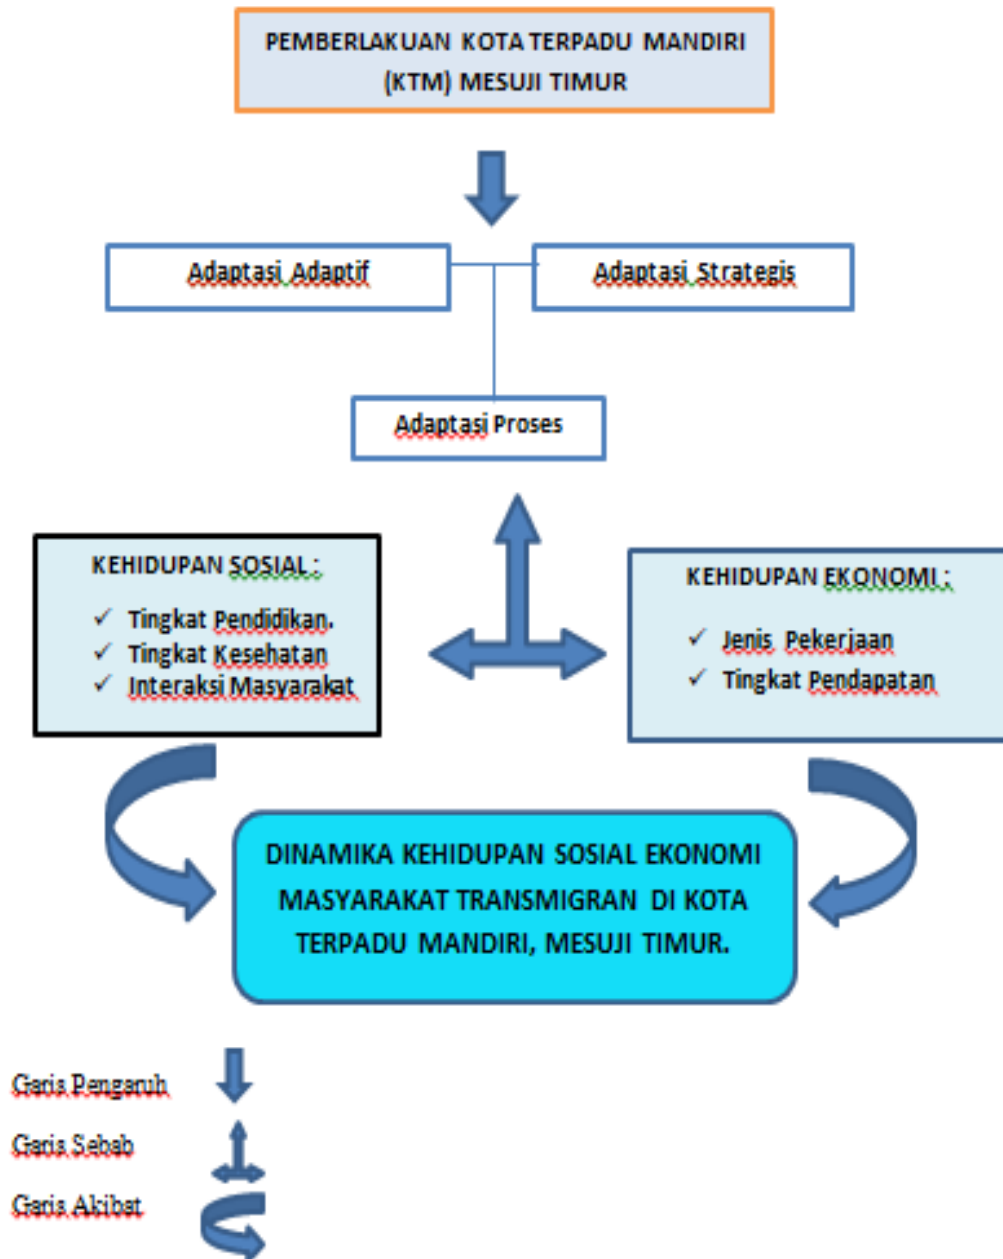 PEMBERLAKUAN KOTA TERPADU MANDIRI
(KTM) MESUJI TIMUR
Adaptasi Adaptif
Adaptasi Strategis
Adaptasi Proses
KEHIDUPAN SOSIAL :
✓ Tingkat Pendidikan.
✓ Tingkat Kesehatan
✓ Interaksi Masyarakat
KEHIDUPAN EKONOMI :
✓ Jenis Pekerjaan
✓ Tingkat Pendapatan
DINAMIKA KEHIDUPAN SOSIAL EKONOMI
MASYARAKAT TRANSMIGRAN DI KOTA
TERPADU MANDIRI, MESUJI TIMUR.
Garis Pengaruh
Garis Sebab
Garis Akibat